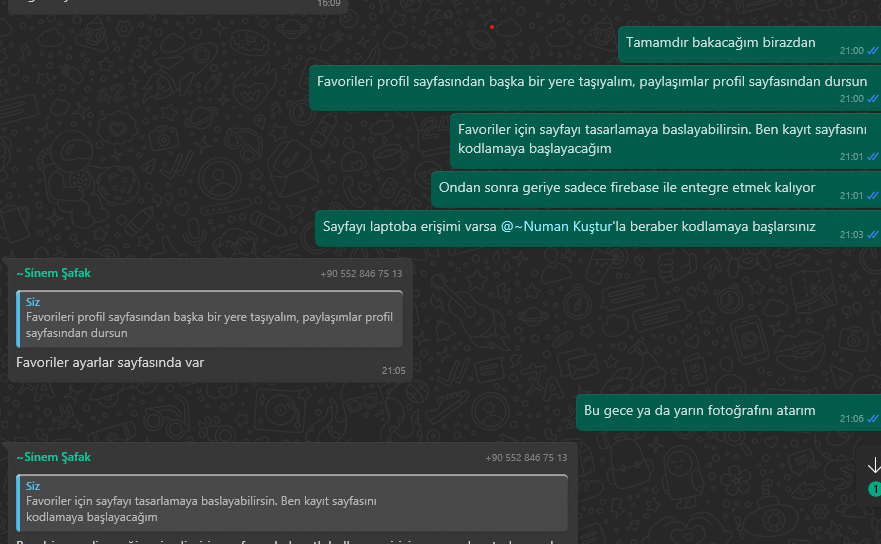 16:09
Tamamdır bakacağım birazdan
21:00
Favorileri profil sayfasından başka bir yere taşıyalım, paylaşımlar profil sayfasından dursun
21:00
Favoriler için sayfayı tasarlamaya baslayabilirsin. Ben kayıt sayfasını
kodlamaya başlayacağım
21:01
Ondan sonra geriye sadece firebase ile entegre etmek kalıyor
21:01
Sayfayı laptoba erişimi varsa @~Numan Kuştur'la beraber kodlamaya başlarsınız
21:03
~Sinem Şafak +90 552 846 75 13
Siz
Favorileri profil sayfasından başka bir yere taşıyalım, paylaşımlar profil
sayfasından dursun
Favoriler ayarlar sayfasında var
21:05
Bu gece ya da yarın fotoğrafını atarım
21:06
~Sinem Şafak +90 552 846 75 13
Siz
Favoriler için sayfayı tasarlamaya baslayabilirsin. Ben kayıt sayfasını
kodlamaya başlayacağım
1